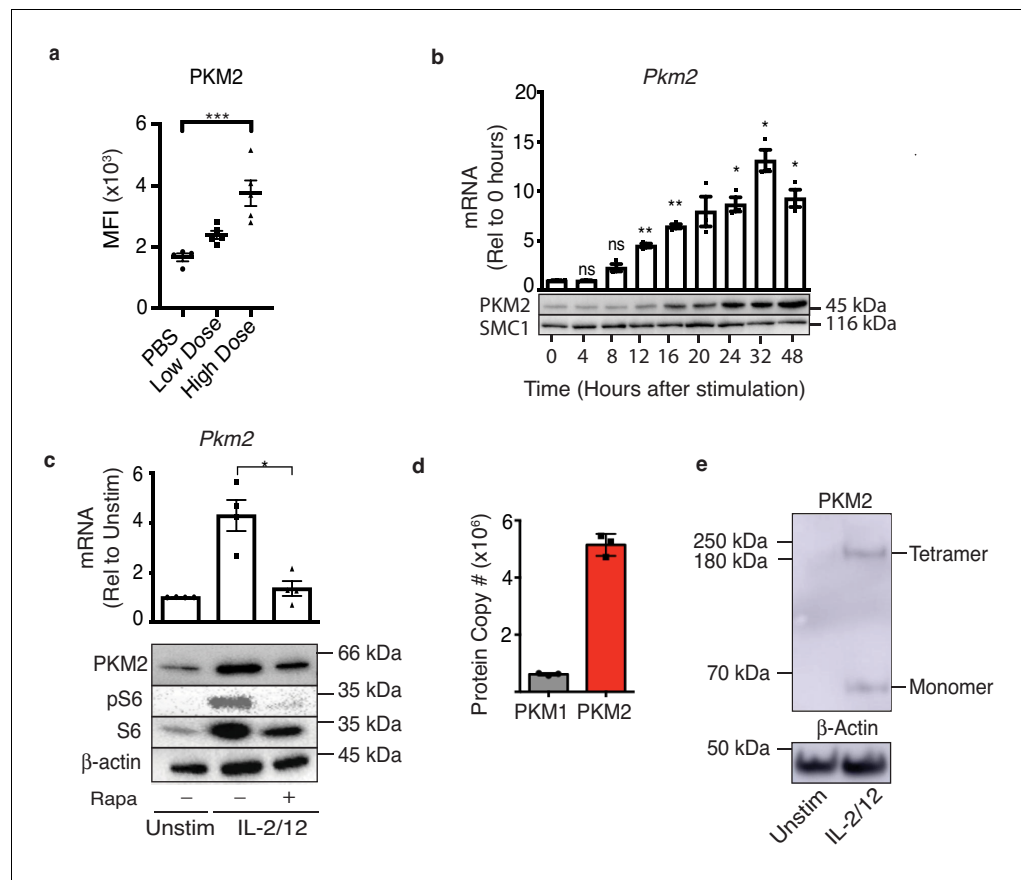 a
PKM2
***
6
4
2
0
MFI (x10³)
PBS
Low Dose
High Dose
b
Pkm2
20
15
10
5
0
mRNA
(Rel to 0 hours)
ns
ns
**
**
*
*
*
PKM2
45 kDa
SMC1
116 kDa
0 4 8 12 16 20 24 32 48
Time (Hours after stimulation)
c
Pkm2
*
6
4
2
0
mRNA
(Rel to Unstim)
PKM2
66 kDa
pS6
35 kDa
S6
35 kDa
β-actin
45 kDa
Rapa − − +
Unstim IL-2/12
d
6
4
2
Protein Copy # (x10⁶)
PKM1 PKM2
e
PKM2
250 kDa
180 kDa
Tetramer
70 kDa
Monomer
β-Actin
50 kDa
Unstim
IL-2/12